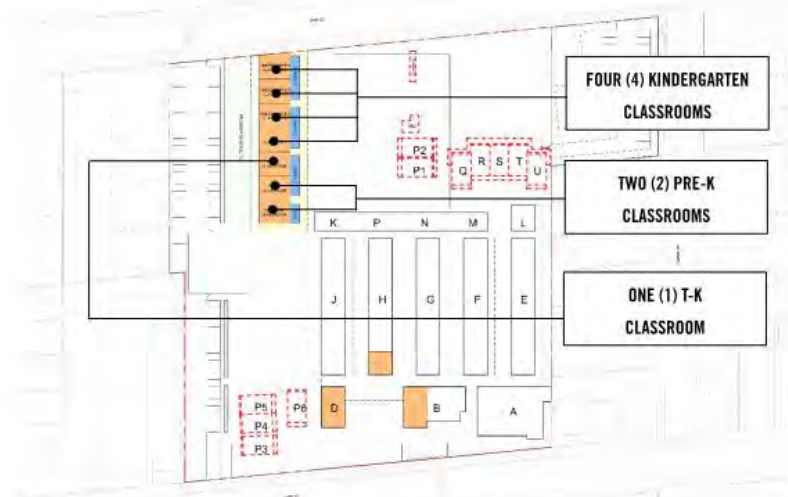 FOUR (4) KINDERGARTEN
CLASSROOMS
P2
P1
Q
R
S
T
U
TWO (2) PRE-K
CLASSROOMS
K
P
N
M
L
J
H
G
F
E
ONE (1) T-K
CLASSROOM
P5
P6
P4
P3
D
B
A